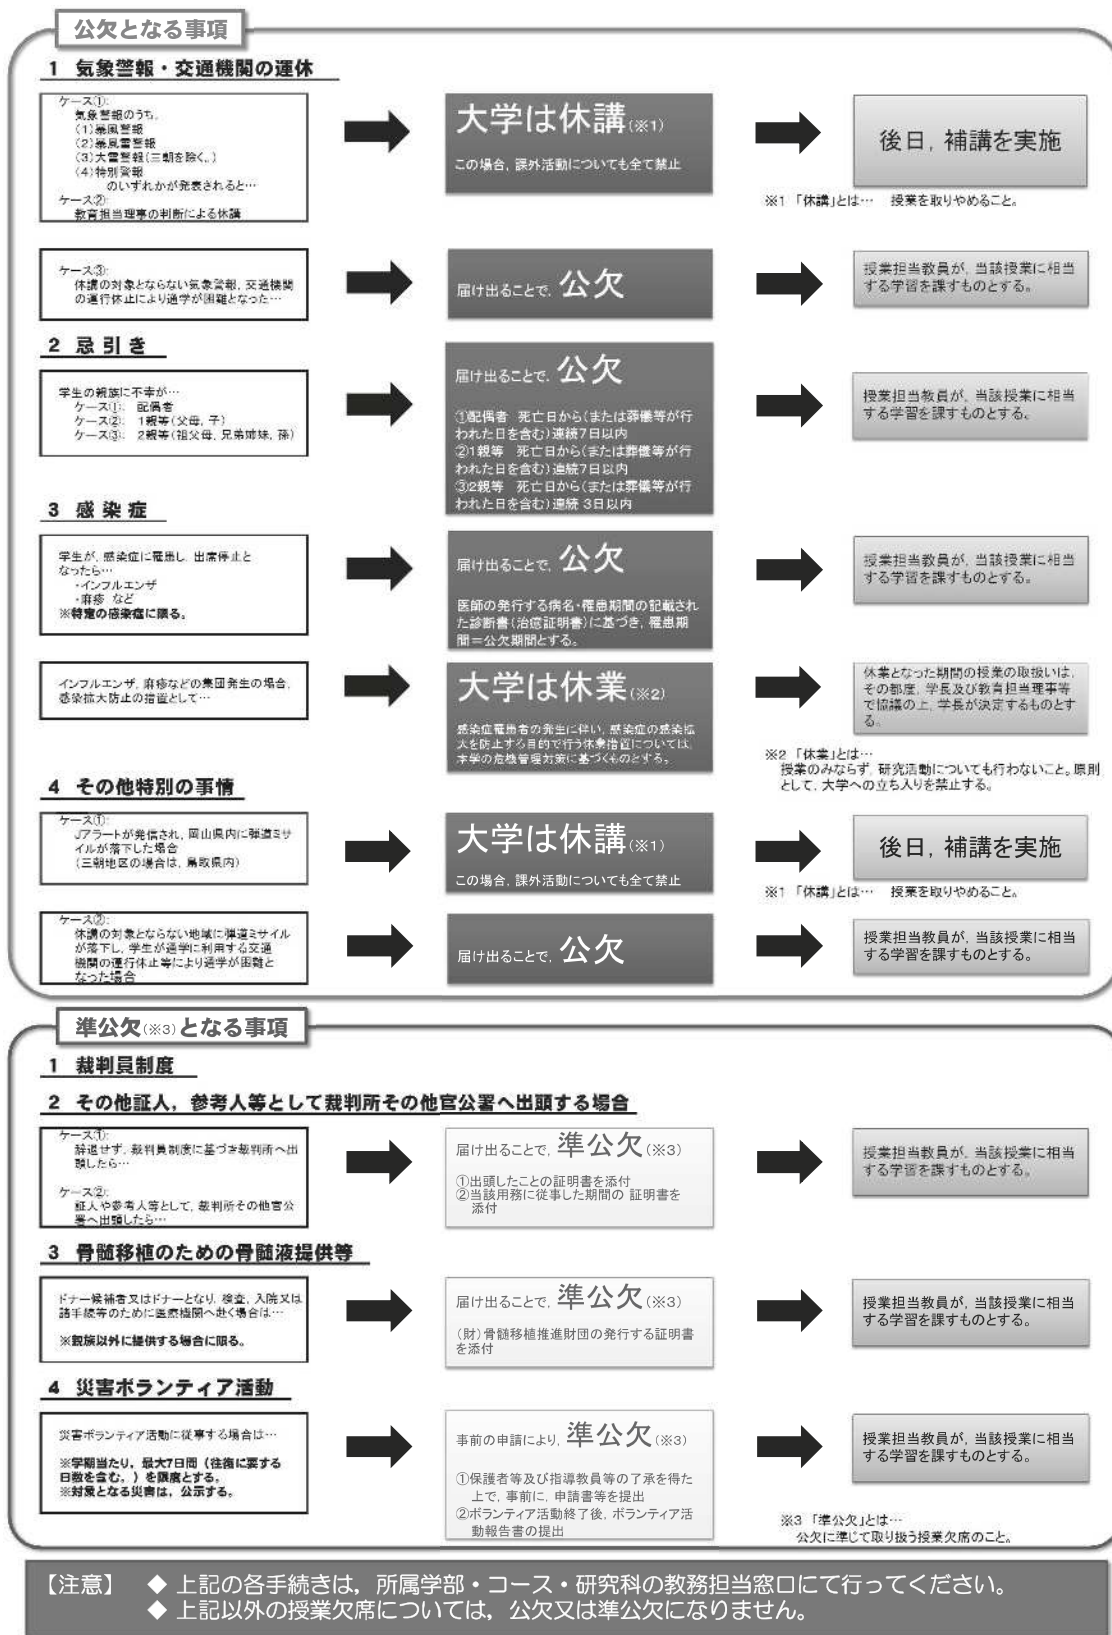 公欠となる事項
1 気象警報・交通機関の運休
ケース①:
気象警報のうち,
(1)暴風警報
(2)暴風雪警報
(3)大雪警報(三朝を除く。)
(4)特別警報
のいずれかが発表されると…
ケース②:
教育担当理事の判断による休講
大学は休講(※1)
この場合, 課外活動についても全て禁止
後日, 補講を実施
※1 「休講」とは… 授業を取りやめること。
ケース③:
休講の対象とならない気象警報, 交通機関
の運行休止により通学が困難となった…
届け出ることで, 公欠
授業担当教員が, 当該授業に相当
する学習を課すものとする。
2 忌引き
学生の親族に不幸が…
ケース①: 配偶者
ケース②: 1親等(父母, 子)
ケース③: 2親等(祖父母, 兄弟姉妹, 孫)
届け出ることで, 公欠
①配偶者 死亡日から(または葬儀等が行
われた日を含む)連続7日以内
②1親等 死亡日から(または葬儀等が行
われた日を含む)連続7日以内
③2親等 死亡日から(または葬儀等が行
われた日を含む)連続 3日以内
授業担当教員が, 当該授業に相当
する学習を課すものとする。
3 感染症
学生が, 感染症に罹患し, 出席停止と
なったら…
・インフルエンザ
・麻疹 など
※特定の感染症に限る。
届け出ることで, 公欠
医師の発行する病名・罹患期間の記載され
た診断書(治癒証明書)に基づき, 罹患期
間=公欠期間とする。
授業担当教員が, 当該授業に相当
する学習を課すものとする。
インフルエンザ, 麻疹などの集団発生の場合,
感染拡大防止の措置として…
大学は休業(※2)
感染症罹患者の発生に伴い, 感染症の感染拡
大を防止する目的で行う休業措置については,
本学の危機管理対策に基づくものとする。
休業となった期間の授業の取扱いは,
その都度, 学長及び教育担当理事等
で協議の上, 学長が決定するものとす
る。
※2 「休業」とは…
授業のみならず, 研究活動についても行わないこと。原則
として, 大学への立ち入りを禁止する。
4 その他特別の事情
ケース①:
Jアラートが発信され, 岡山県内に弾道ミサ
イルが落下した場合
(三朝地区の場合は, 鳥取県内)
大学は休講(※1)
この場合, 課外活動についても全て禁止
後日, 補講を実施
※1 「休講」とは… 授業を取りやめること。
ケース②:
休講の対象とならない地域に弾道ミサイル
が落下し, 学生が通学に利用する交通
機関の運行休止等により通学が困難と
なった場合
届け出ることで, 公欠
授業担当教員が, 当該授業に相当
する学習を課すものとする。
準公欠(※3)となる事項
1 裁判員制度
2 その他証人, 参考人等として裁判所その他官公署へ出頭する場合
ケース①:
辞退せず, 裁判員制度に基づき裁判所へ出
頭したら…
ケース②:
証人や参考人等として, 裁判所その他官公
署へ出頭したら…
届け出ることで, 準公欠(※3)
①出頭したことの証明書を添付
②当該用務に従事した期間の 証明書を
添付
授業担当教員が, 当該授業に相当
する学習を課すものとする。
3 骨髄移植のための骨髄液提供等
ドナー候補者又はドナーとなり, 検査, 入院又は
諸手続等のために医療機関へ赴く場合は…
※親族以外に提供する場合に限る。
届け出ることで, 準公欠(※3)
(財)骨髄移植推進財団の発行する証明書
を添付
授業担当教員が, 当該授業に相当
する学習を課すものとする。
4 災害ボランティア活動
災害ボランティア活動に従事する場合は…
※学期当たり, 最大7日間(往復に要する
日数を含む。)を限度とする。
※対象となる災害は, 公示する。
事前の申請により, 準公欠(※3)
①保護者等及び指導教員等の了承を得た
上で, 事前に, 申請書等を提出
②ボランティア活動終了後, ボランティア活
動報告書の提出
授業担当教員が, 当該授業に相当
する学習を課すものとする。
※3 「準公欠」とは…
公欠に準じて取り扱う授業欠席のこと。
【注意】 ◆ 上記の各手続きは, 所属学部・コース・研究科の教務担当窓口にて行ってください。
◆ 上記以外の授業欠席については, 公欠又は準公欠になりません。